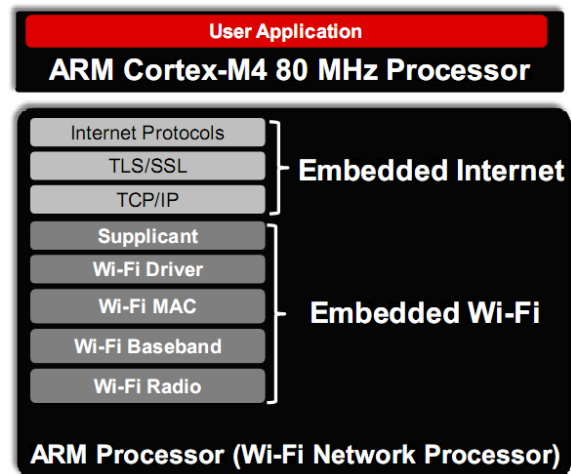 User Application
ARM Cortex-M4 80 MHz Processor
Internet Protocols
TLS/SSL
TCP/IP
Embedded Internet
Supplicant
Wi-Fi Driver
Wi-Fi MAC
Wi-Fi Baseband
Wi-Fi Radio
Embedded Wi-Fi
ARM Processor (Wi-Fi Network Processor)